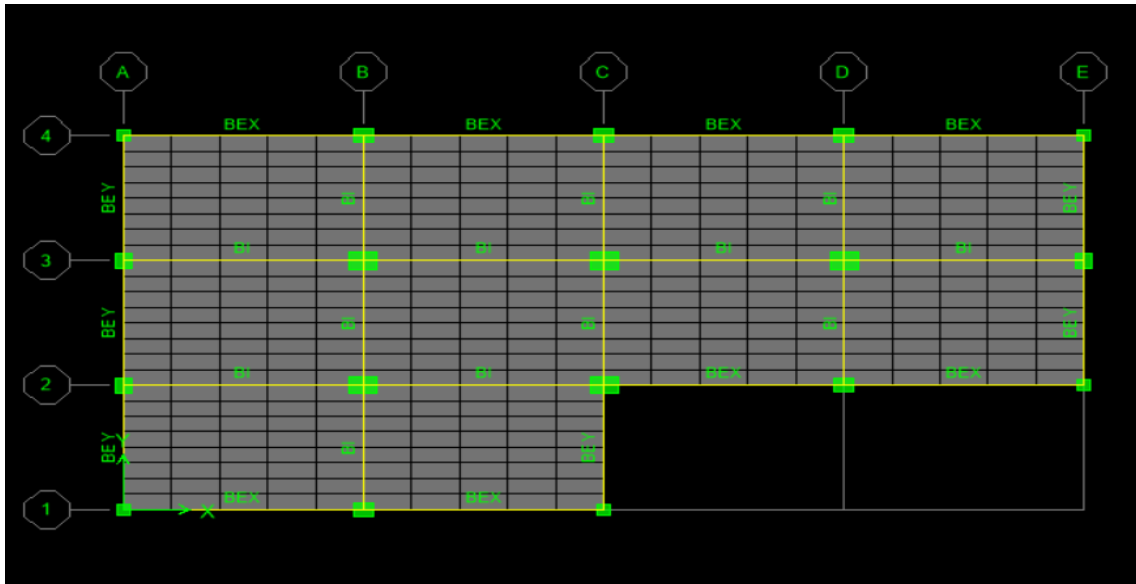 A B C D E
BEX BEX BEX BEX
4
BEY BI BI BI BEY
BI BI BI BI
3
BEY BI BI BI BEY
BI BI BEX BEX
2
BEY BI BEY
Y
BEX BEX
1
X